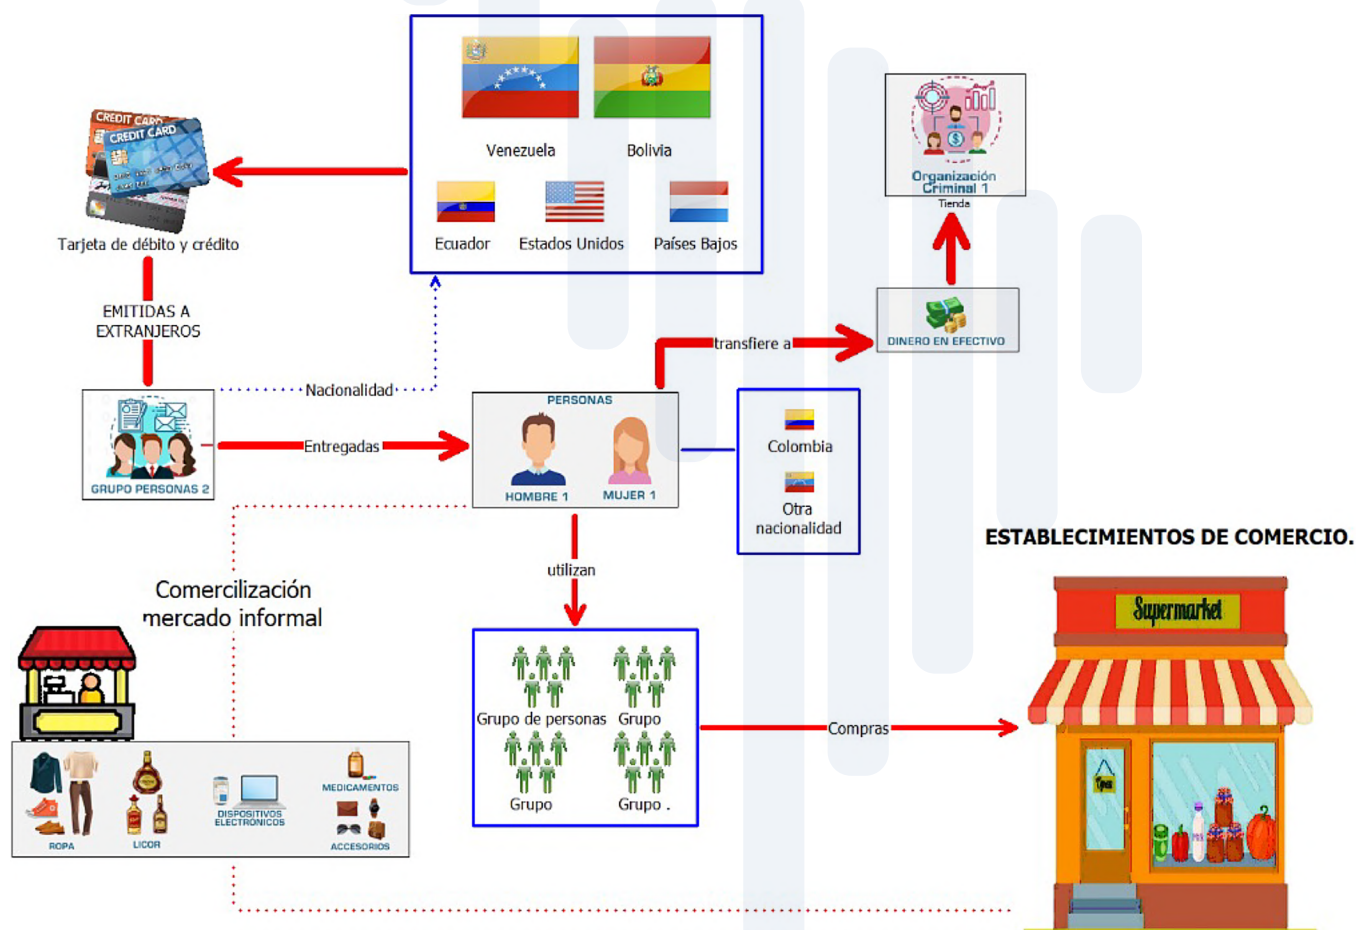 Venezuela
Bolivia
Ecuador
Estados Unidos
Países Bajos
CREDIT CARD
CREDIT CARD
Tarjeta de débito y crédito
EMITIDAS A
EXTRANJEROS
Nacionalidad
GRUPO PERSONAS 2
Entregadas
PERSONAS
HOMBRE 1
MUJER 1
transfiere a
DINERO EN EFECTIVO
Organización
Criminal 1
Tienda
Colombia
Otra
nacionalidad
utilizan
Grupo de personas
Grupo
Grupo
Grupo .
Compras
ESTABLECIMIENTOS DE COMERCIO.
Supermarket
Open
Comercilización
mercado informal
ROPA
LICOR
DISPOSITIVOS
ELECTRÓNICOS
MEDICAMENTOS
ACCESORIOS